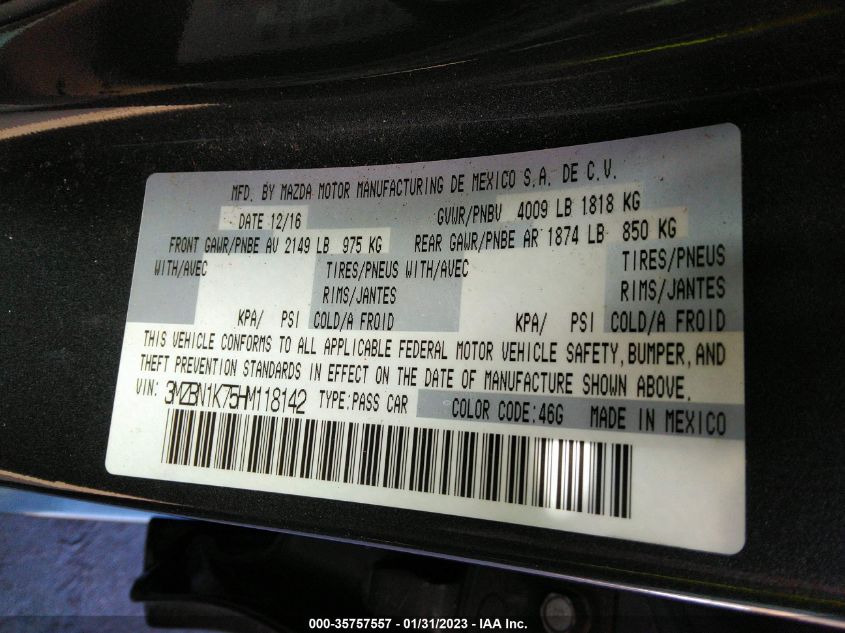 MFD. BY MAZDA MOTOR MANUFACTURING DE MEXICO S.A. DE C.V.
DATE 12/16 GVWR/PNBV 4009 LB 1818 KG
FRONT GAWR/PNBE AV 2149 LB 975 KG REAR GAWR/PNBE AR 1874 LB 850 KG
WITH/AVEC TIRES/PNEUS WITH/AVEC TIRES/PNEUS
RIMS/JANTES RIMS/JANTES
KPA/ PSI COLD/A FROID KPA/ PSI COLD/A FROID
THIS VEHICLE CONFORMS TO ALL APPLICABLE FEDERAL MOTOR VEHICLE SAFETY, BUMPER, AND
THEFT PREVENTION STANDARDS IN EFFECT ON THE DATE OF MANUFACTURE SHOWN ABOVE.
VIN: 3MZBN1K75HM118142 TYPE:PASS CAR COLOR CODE:46G MADE IN MEXICO
000-35757557 - 01/31/2023 - IAA Inc.